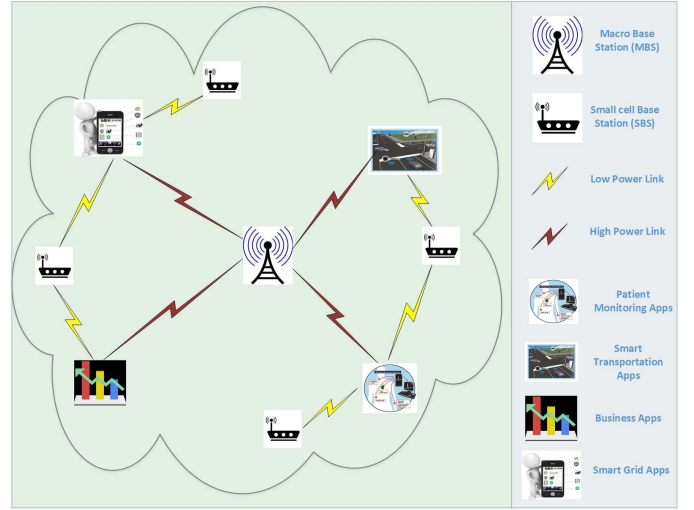 Macro Base
Station (MBS)
Small cell Base
Station (SBS)
Low Power Link
High Power Link
Patient
Monitoring Apps
Smart
Transportation
Apps
Business Apps
Smart Grid Apps